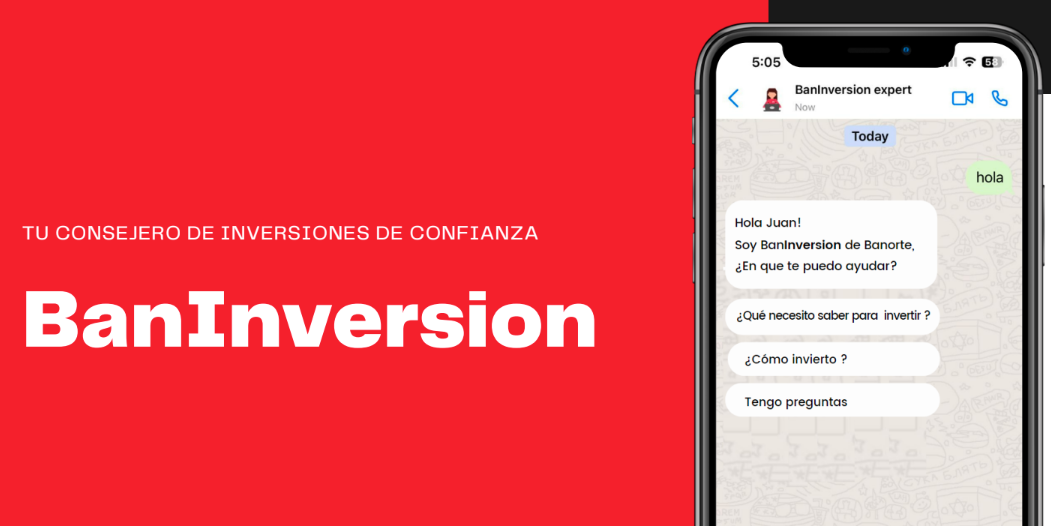 TU CONSEJERO DE INVERSIONES DE CONFIANZA
BanInversion
5:05
58
BanInversion expert
Now
Today
hola
Hola Juan!
Soy BanInversion de Banorte,
¿En que te puedo ayudar?
¿Qué necesito saber para invertir ?
¿Cómo invierto ?
Tengo preguntas